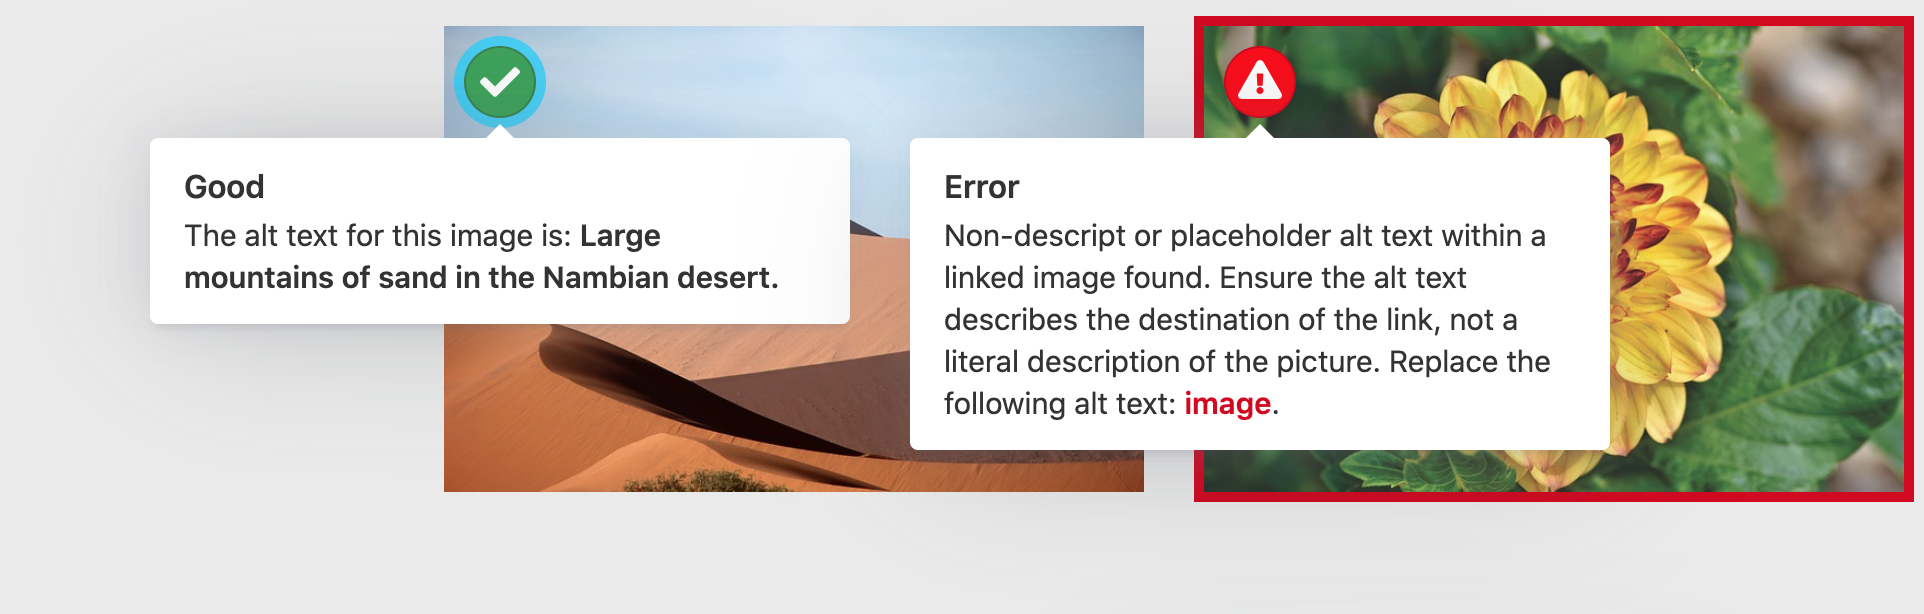 Good
The alt text for this image is: Large
mountains of sand in the Nambian desert.
Error
Non-descript or placeholder alt text within a
linked image found. Ensure the alt text
describes the destination of the link, not a
literal description of the picture. Replace the
following alt text: image.